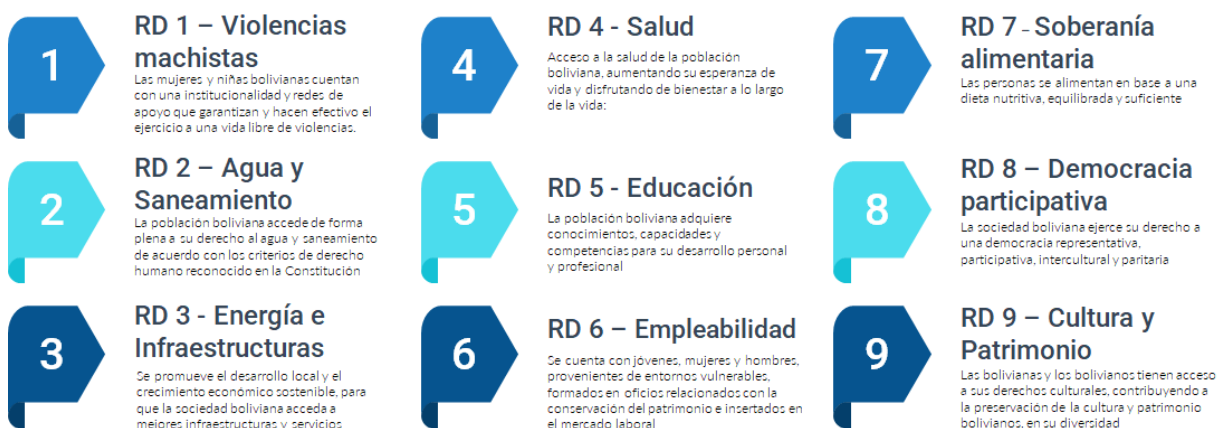 1
RD 1 – Violencias
machistas
Las mujeres y niñas bolivianas cuentan
con una institucionalidad y redes de
apoyo que garantizan y hacen efectivo el
ejercicio a una vida libre de violencias.
2
RD 2 – Agua y
Saneamiento
La población boliviana accede de forma
plena a su derecho al agua y saneamiento
de acuerdo con los criterios de derecho
humano reconocido en la Constitución
3
RD 3 - Energía e
Infraestructuras
Se promueve el desarrollo local y el
crecimiento económico sostenible, para
que la sociedad boliviana acceda a
mejores infraestructuras y servicios
4
RD 4 - Salud
Acceso a la salud de la población
boliviana, aumentando su esperanza de
vida y disfrutando de bienestar a lo largo
de la vida:
5
RD 5 - Educación
La población boliviana adquiere
conocimientos, capacidades y
competencias para su desarrollo personal
y profesional
6
RD 6 – Empleabilidad
Se cuenta con jóvenes, mujeres y hombres,
provenientes de entornos vulnerables,
formados en oficios relacionados con la
conservación del patrimonio e insertados en
el mercado laboral
7
RD 7 – Soberanía
alimentaria
Las personas se alimentan en base a una
dieta nutritiva, equilibrada y suficiente
8
RD 8 – Democracia
participativa
La sociedad boliviana ejerce su derecho a
una democracia representativa,
participativa, intercultural y paritaria
9
RD 9 – Cultura y
Patrimonio
Las bolivianas y los bolivianos tienen acceso
a sus derechos culturales, contribuyendo a
la preservación de la cultura y patrimonio
bolivianos, en su diversidad